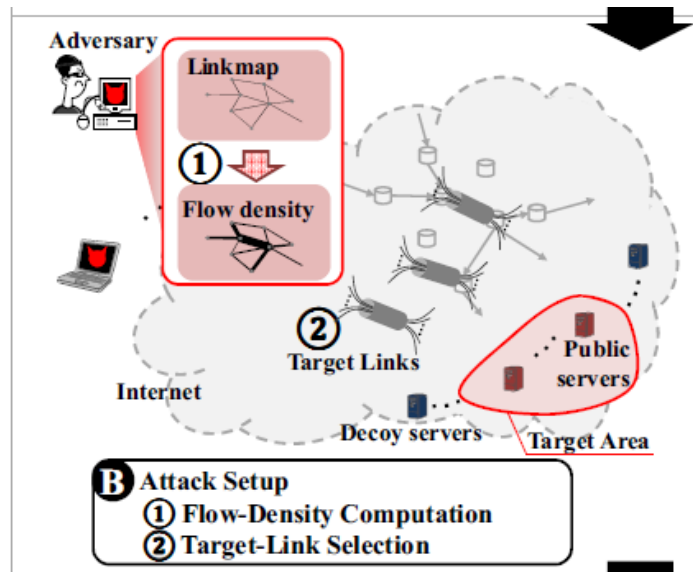 Adversary
Linkmap
①
Flow density
②
Target Links
Public
servers
Internet
Decoy servers
Target Area
B Attack Setup
① Flow-Density Computation
② Target-Link Selection